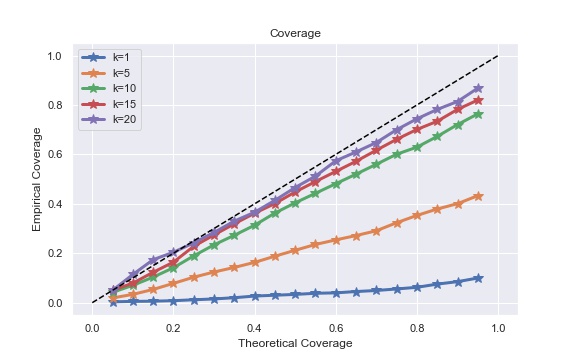 Coverage
k=1
k=5
k=10
k=15
k=20
1.0
0.8
0.6
0.4
0.2
0.0
Empirical Coverage
0.0 0.2 0.4 0.6 0.8 1.0
Theoretical Coverage